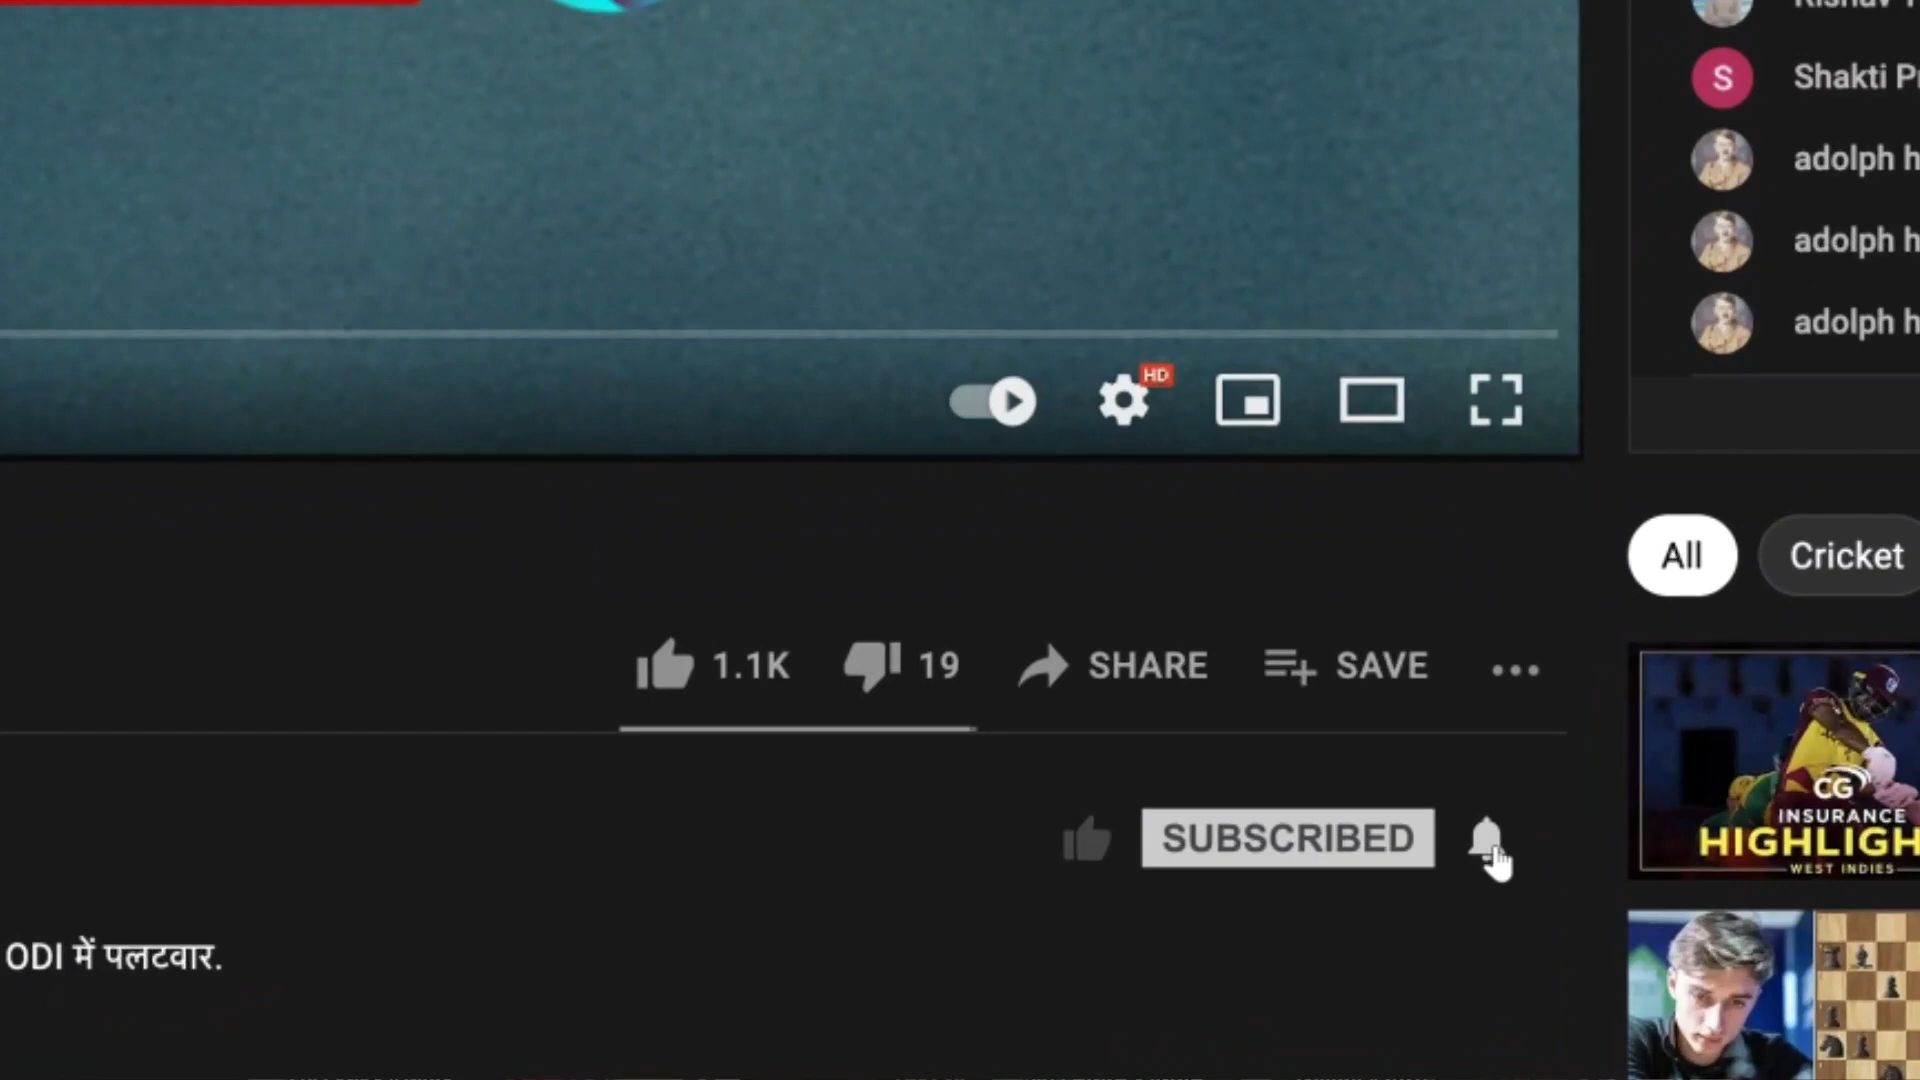 S Shakti
adolph h
adolph h
adolph h
HD
All Cricket
1.1K 19 SHARE SAVE
CG
INSURANCE
HIGHLIGH
WEST INDIES
SUBSCRIBED
ODI में पलटवार.